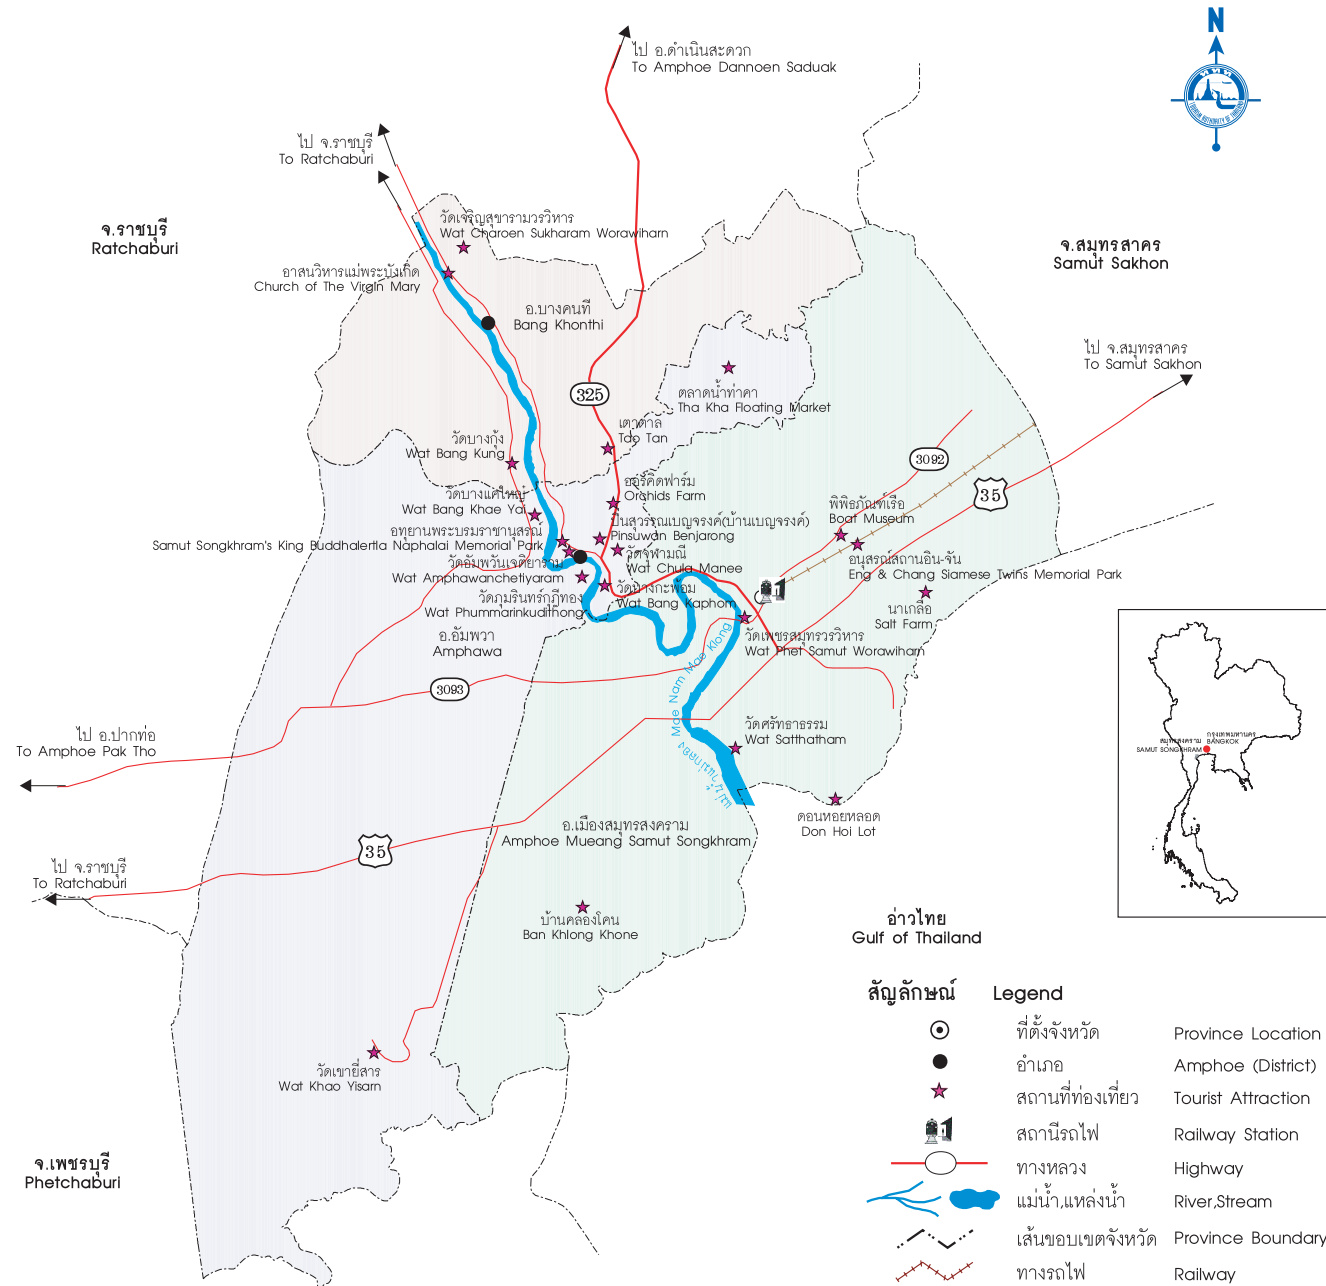 N
ททท
TOURISM AUTHORITY OF THAILAND
ไป อ.ดำเนินสะดวก
To Amphoe Dannoen Saduak
ไป จ.ราชบุรี
To Ratchaburi
จ.ราชบุรี
Ratchaburi
วัดเจริญสุขารามวรวิหาร
Wat Charoen Sukharam Worawiharn
จ.สมุทรสาคร
Samut Sakhon
อาสนวิหารแม่พระบังเกิด
Church of The Virgin Mary
อ.บางคนที
Bang Khonthi
ไป จ.สมุทรสาคร
To Samut Sakhon
325
ตลาดน้ำท่าคา
Tha Kha Floating Market
เตาตาล
Tao Tan
วัดบางกุ้ง
Wat Bang Kung
3092
35
ออร์คิดฟาร์ม
Orchids Farm
วัดบางแคใหญ่
Wat Bang Khae Yai
พิพิธภัณฑ์เรือ
Boat Museum
ปิ่นสุวรรณเบญจรงค์(บ้านเบญจรงค์)
Pinsuwan Benjarong
อุทยานพระบรมราชานุสรณ์
Samut Songkhram's King Buddhalertla Naphalai Memorial Park
วัดจุฬามณี
Wat Chula Manee
วัดอัมพวันเจติยาราม
Wat Amphawanchetiyaram
อนุสรณ์สถานอิน-จัน
Eng & Chang Siamese Twins Memorial Park
วัดบางกะพ้อม
Wat Bang Kaphom
วัดภุมรินทร์กุฎีทอง
Wat Phummarinkudithong
นาเกลือ
Salt Farm
อ.อัมพวา
Amphawa
วัดเพชรสมุทรวรวิหาร
Wat Phet Samut Worawiharn
3093
Mae Nam Mae Klong
แม่น้ำแม่กลอง
ไป อ.ปากท่อ
To Amphoe Pak Tho
วัดศรัทธาธรรม
Wat Satthatham
สมุทรสงคราม
SAMUT SONGKHRAM
กรุงเทพมหานคร
BANGKOK
ดอนหอยหลอด
Don Hoi Lot
อ.เมืองสมุทรสงคราม
Amphoe Mueang Samut Songkhram
35
ไป จ.ราชบุรี
To Ratchaburi
บ้านคลองโคน
Ban Khlong Khone
อ่าวไทย
Gulf of Thailand
วัดเขายี่สาร
Wat Khao Yisarn
จ.เพชรบุรี
Phetchaburi
สัญลักษณ์ Legend
ที่ตั้งจังหวัด Province Location
อำเภอ Amphoe (District)
สถานที่ท่องเที่ยว Tourist Attraction
สถานีรถไฟ Railway Station
ทางหลวง Highway
แม่น้ำ,แหล่งน้ำ River,Stream
เส้นขอบเขตจังหวัด Province Boundary
ทางรถไฟ Railway